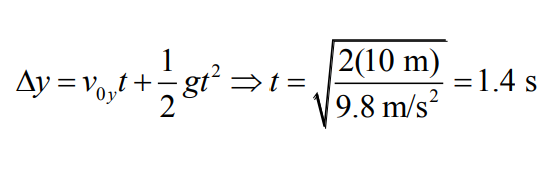 Δy = v₀yt + 1/2 gt² ⇒ t = √(2(10 m)/9.8 m/s²) = 1.4 s